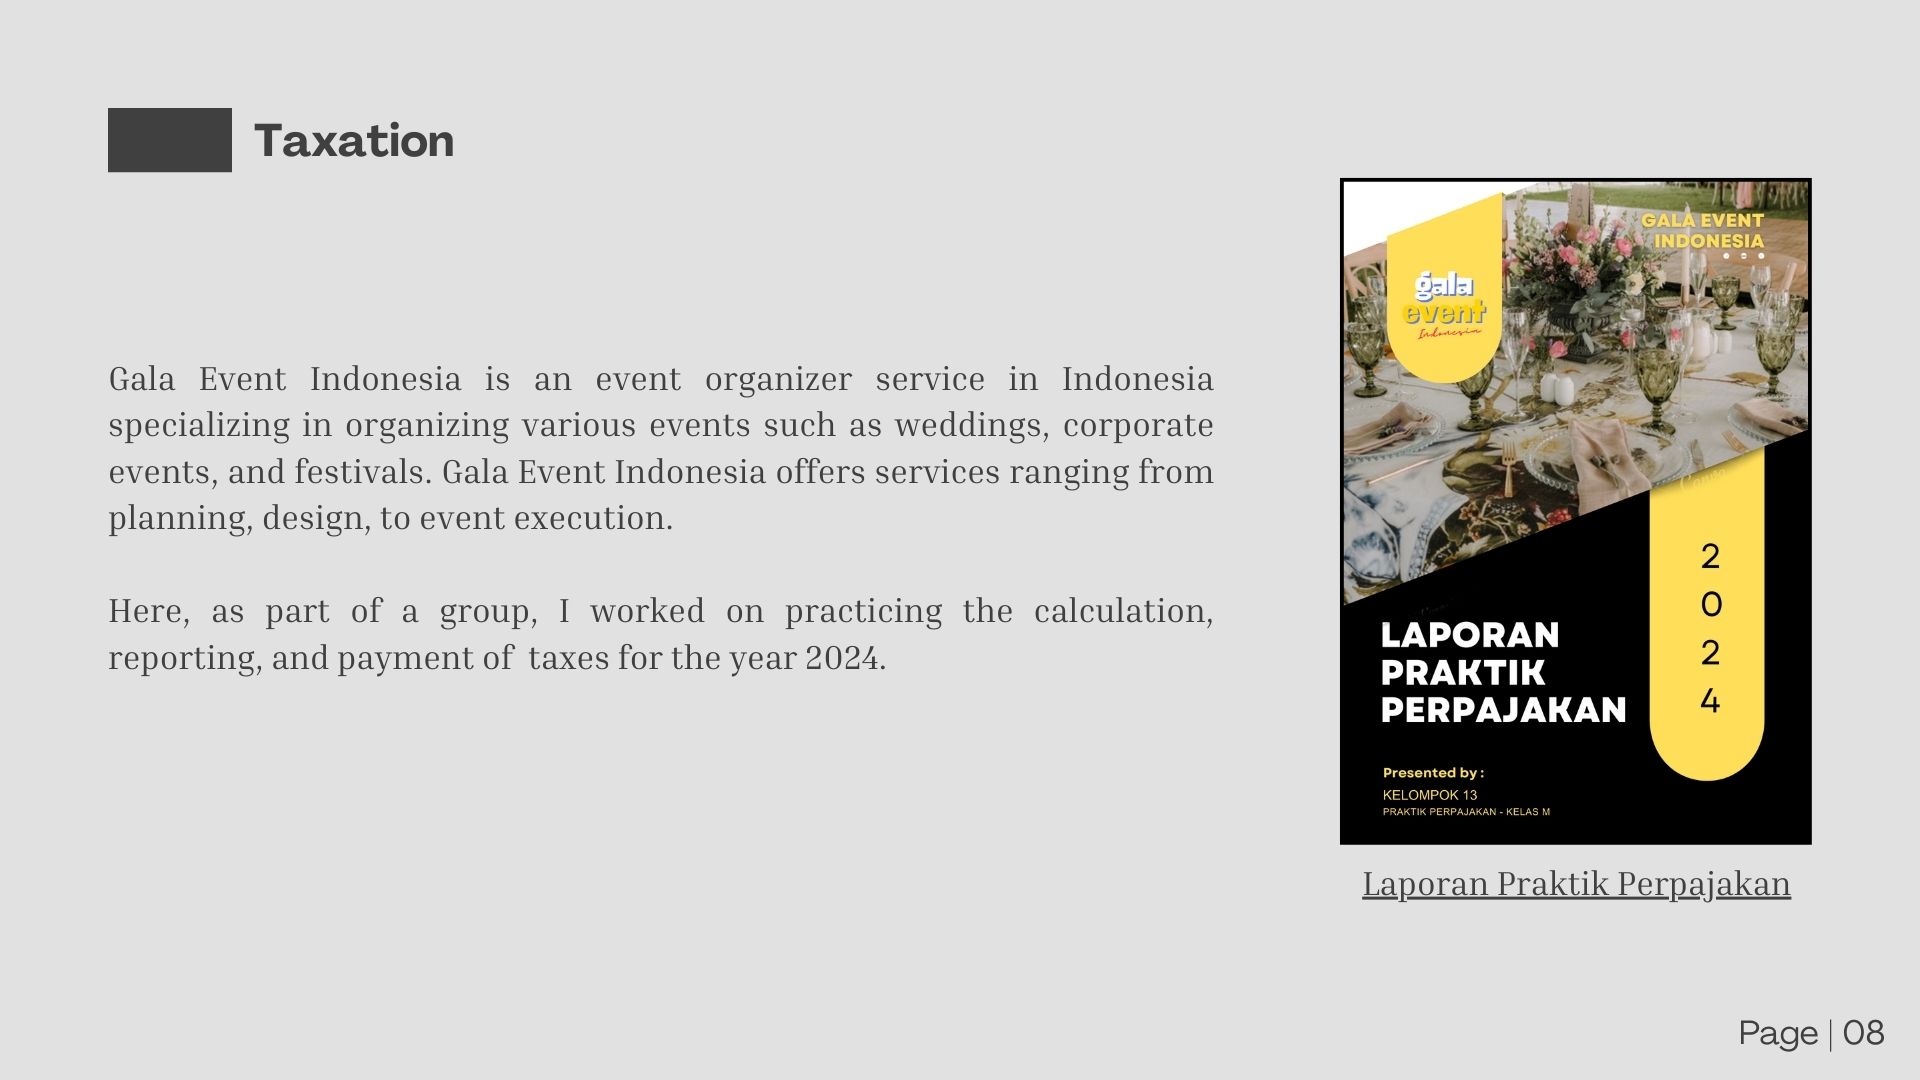 Taxation
Gala Event Indonesia is an event organizer service in Indonesia
specializing in organizing various events such as weddings, corporate
events, and festivals. Gala Event Indonesia offers services ranging from
planning, design, to event execution.
Here, as part of a group, I worked on practicing the calculation,
reporting, and payment of taxes for the year 2024.
GALA EVENT
INDONESIA
gala
event
Indonesia
2
0
2
4
LAPORAN
PRAKTIK
PERPAJAKAN
Presented by :
KELOMPOK 13
PRAKTIK PERPAJAKAN - KELAS M
Laporan Praktik Perpajakan
Page | 08